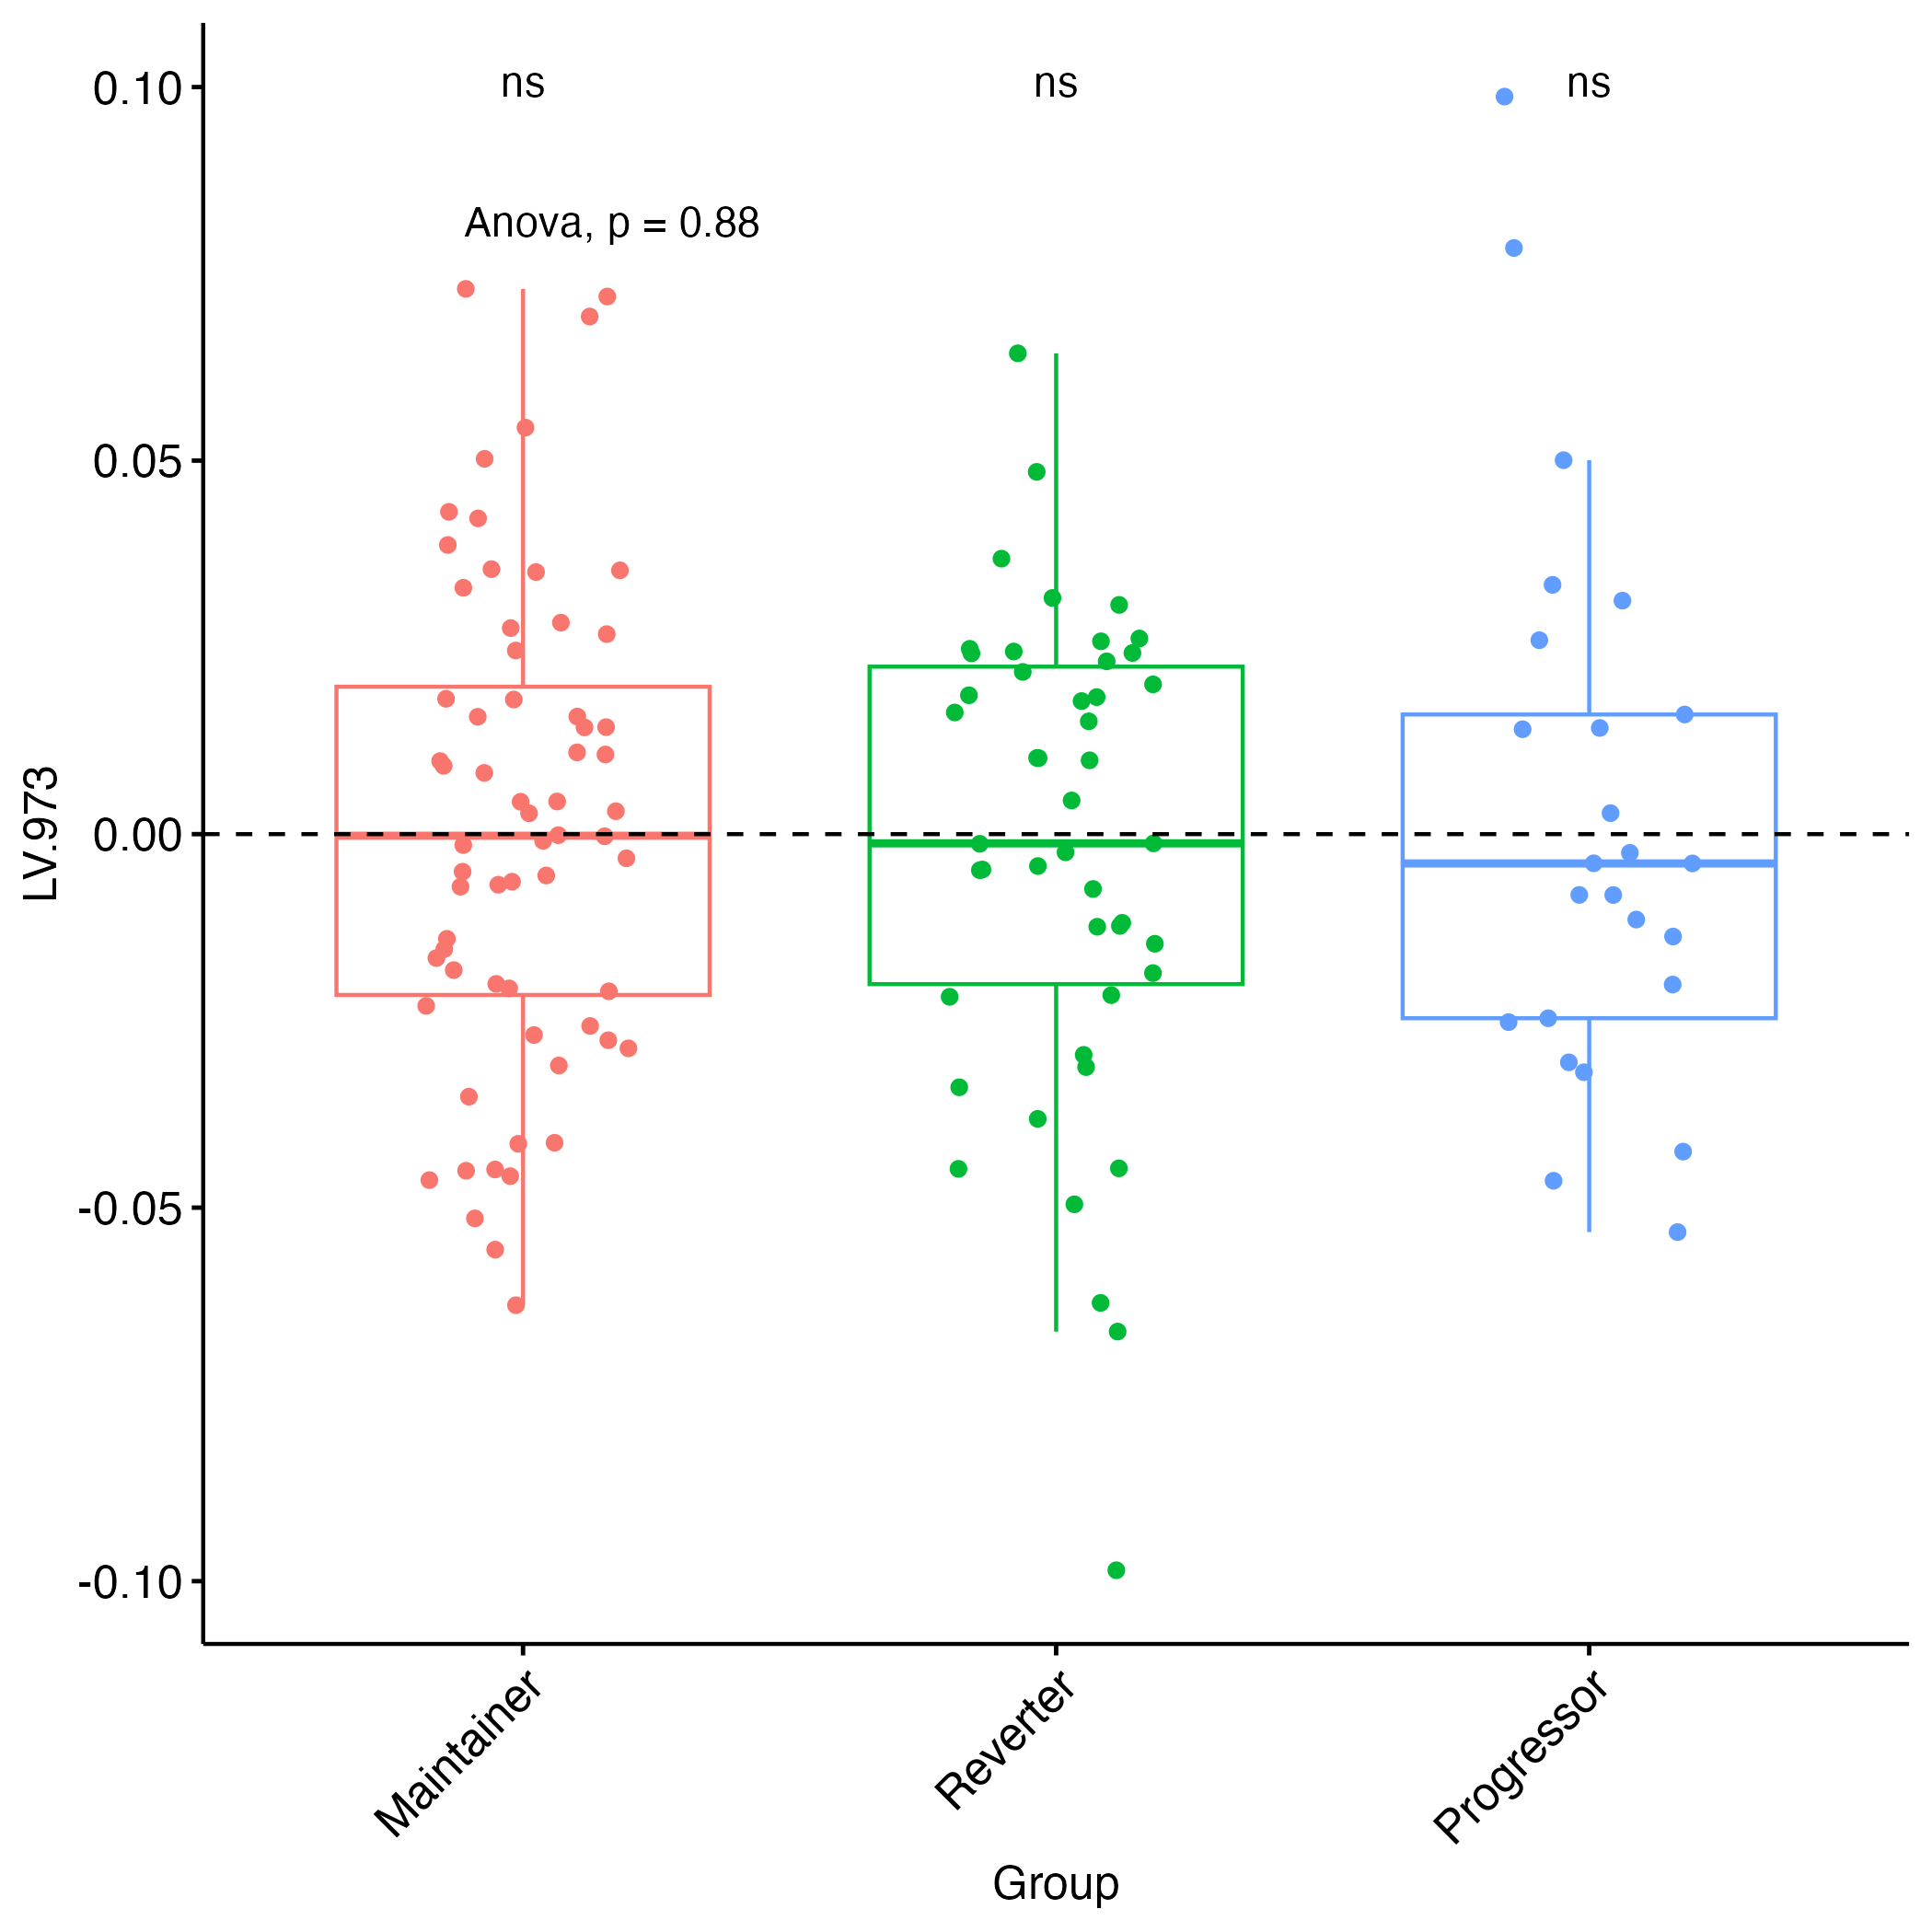 ns
ns
ns
Anova, p = 0.88
0.10
0.05
0.00
-0.05
-0.10
LV.973
Maintainer
Reverter
Progressor
Group